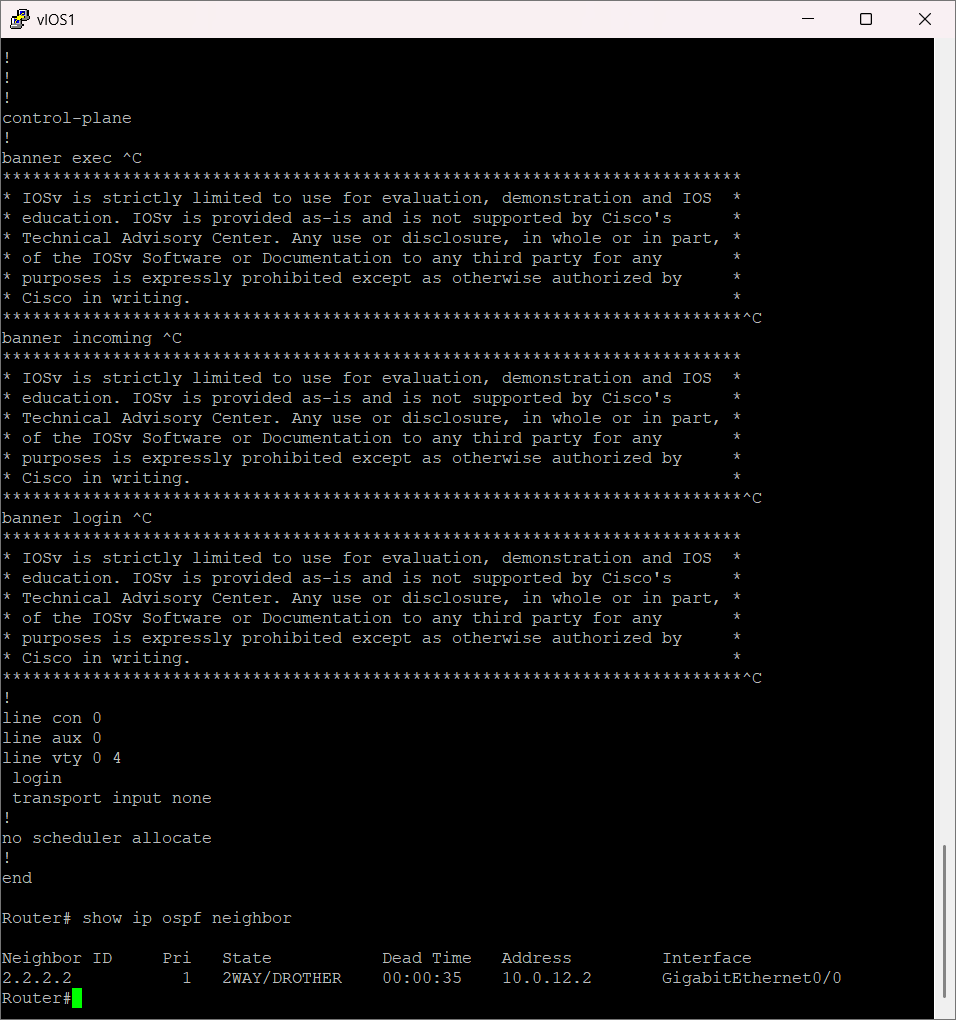 vIOS1
!
!
!
control-plane
!
banner exec ^C
**************************************************************************
* IOSv is strictly limited to use for evaluation, demonstration and IOS  *
* education. IOSv is provided as-is and is not supported by Cisco's      *
* Technical Advisory Center. Any use or disclosure, in whole or in part, *
* of the IOSv Software or Documentation to any third party for any       *
* purposes is expressly prohibited except as otherwise authorized by     *
* Cisco in writing.                                                      *
**************************************************************************^C
banner incoming ^C
**************************************************************************
* IOSv is strictly limited to use for evaluation, demonstration and IOS  *
* education. IOSv is provided as-is and is not supported by Cisco's      *
* Technical Advisory Center. Any use or disclosure, in whole or in part, *
* of the IOSv Software or Documentation to any third party for any       *
* purposes is expressly prohibited except as otherwise authorized by     *
* Cisco in writing.                                                      *
**************************************************************************^C
banner login ^C
**************************************************************************
* IOSv is strictly limited to use for evaluation, demonstration and IOS  *
* education. IOSv is provided as-is and is not supported by Cisco's      *
* Technical Advisory Center. Any use or disclosure, in whole or in part, *
* of the IOSv Software or Documentation to any third party for any       *
* purposes is expressly prohibited except as otherwise authorized by     *
* Cisco in writing.                                                      *
**************************************************************************^C
!
line con 0
line aux 0
line vty 0 4
 login
 transport input none
!
no scheduler allocate
!
end
Router# show ip ospf neighbor
Neighbor ID     Pri   State           Dead Time   Address         Interface
2.2.2.2           1   2WAY/DROTHER    00:00:35    10.0.12.2       GigabitEthernet0/0
Router#